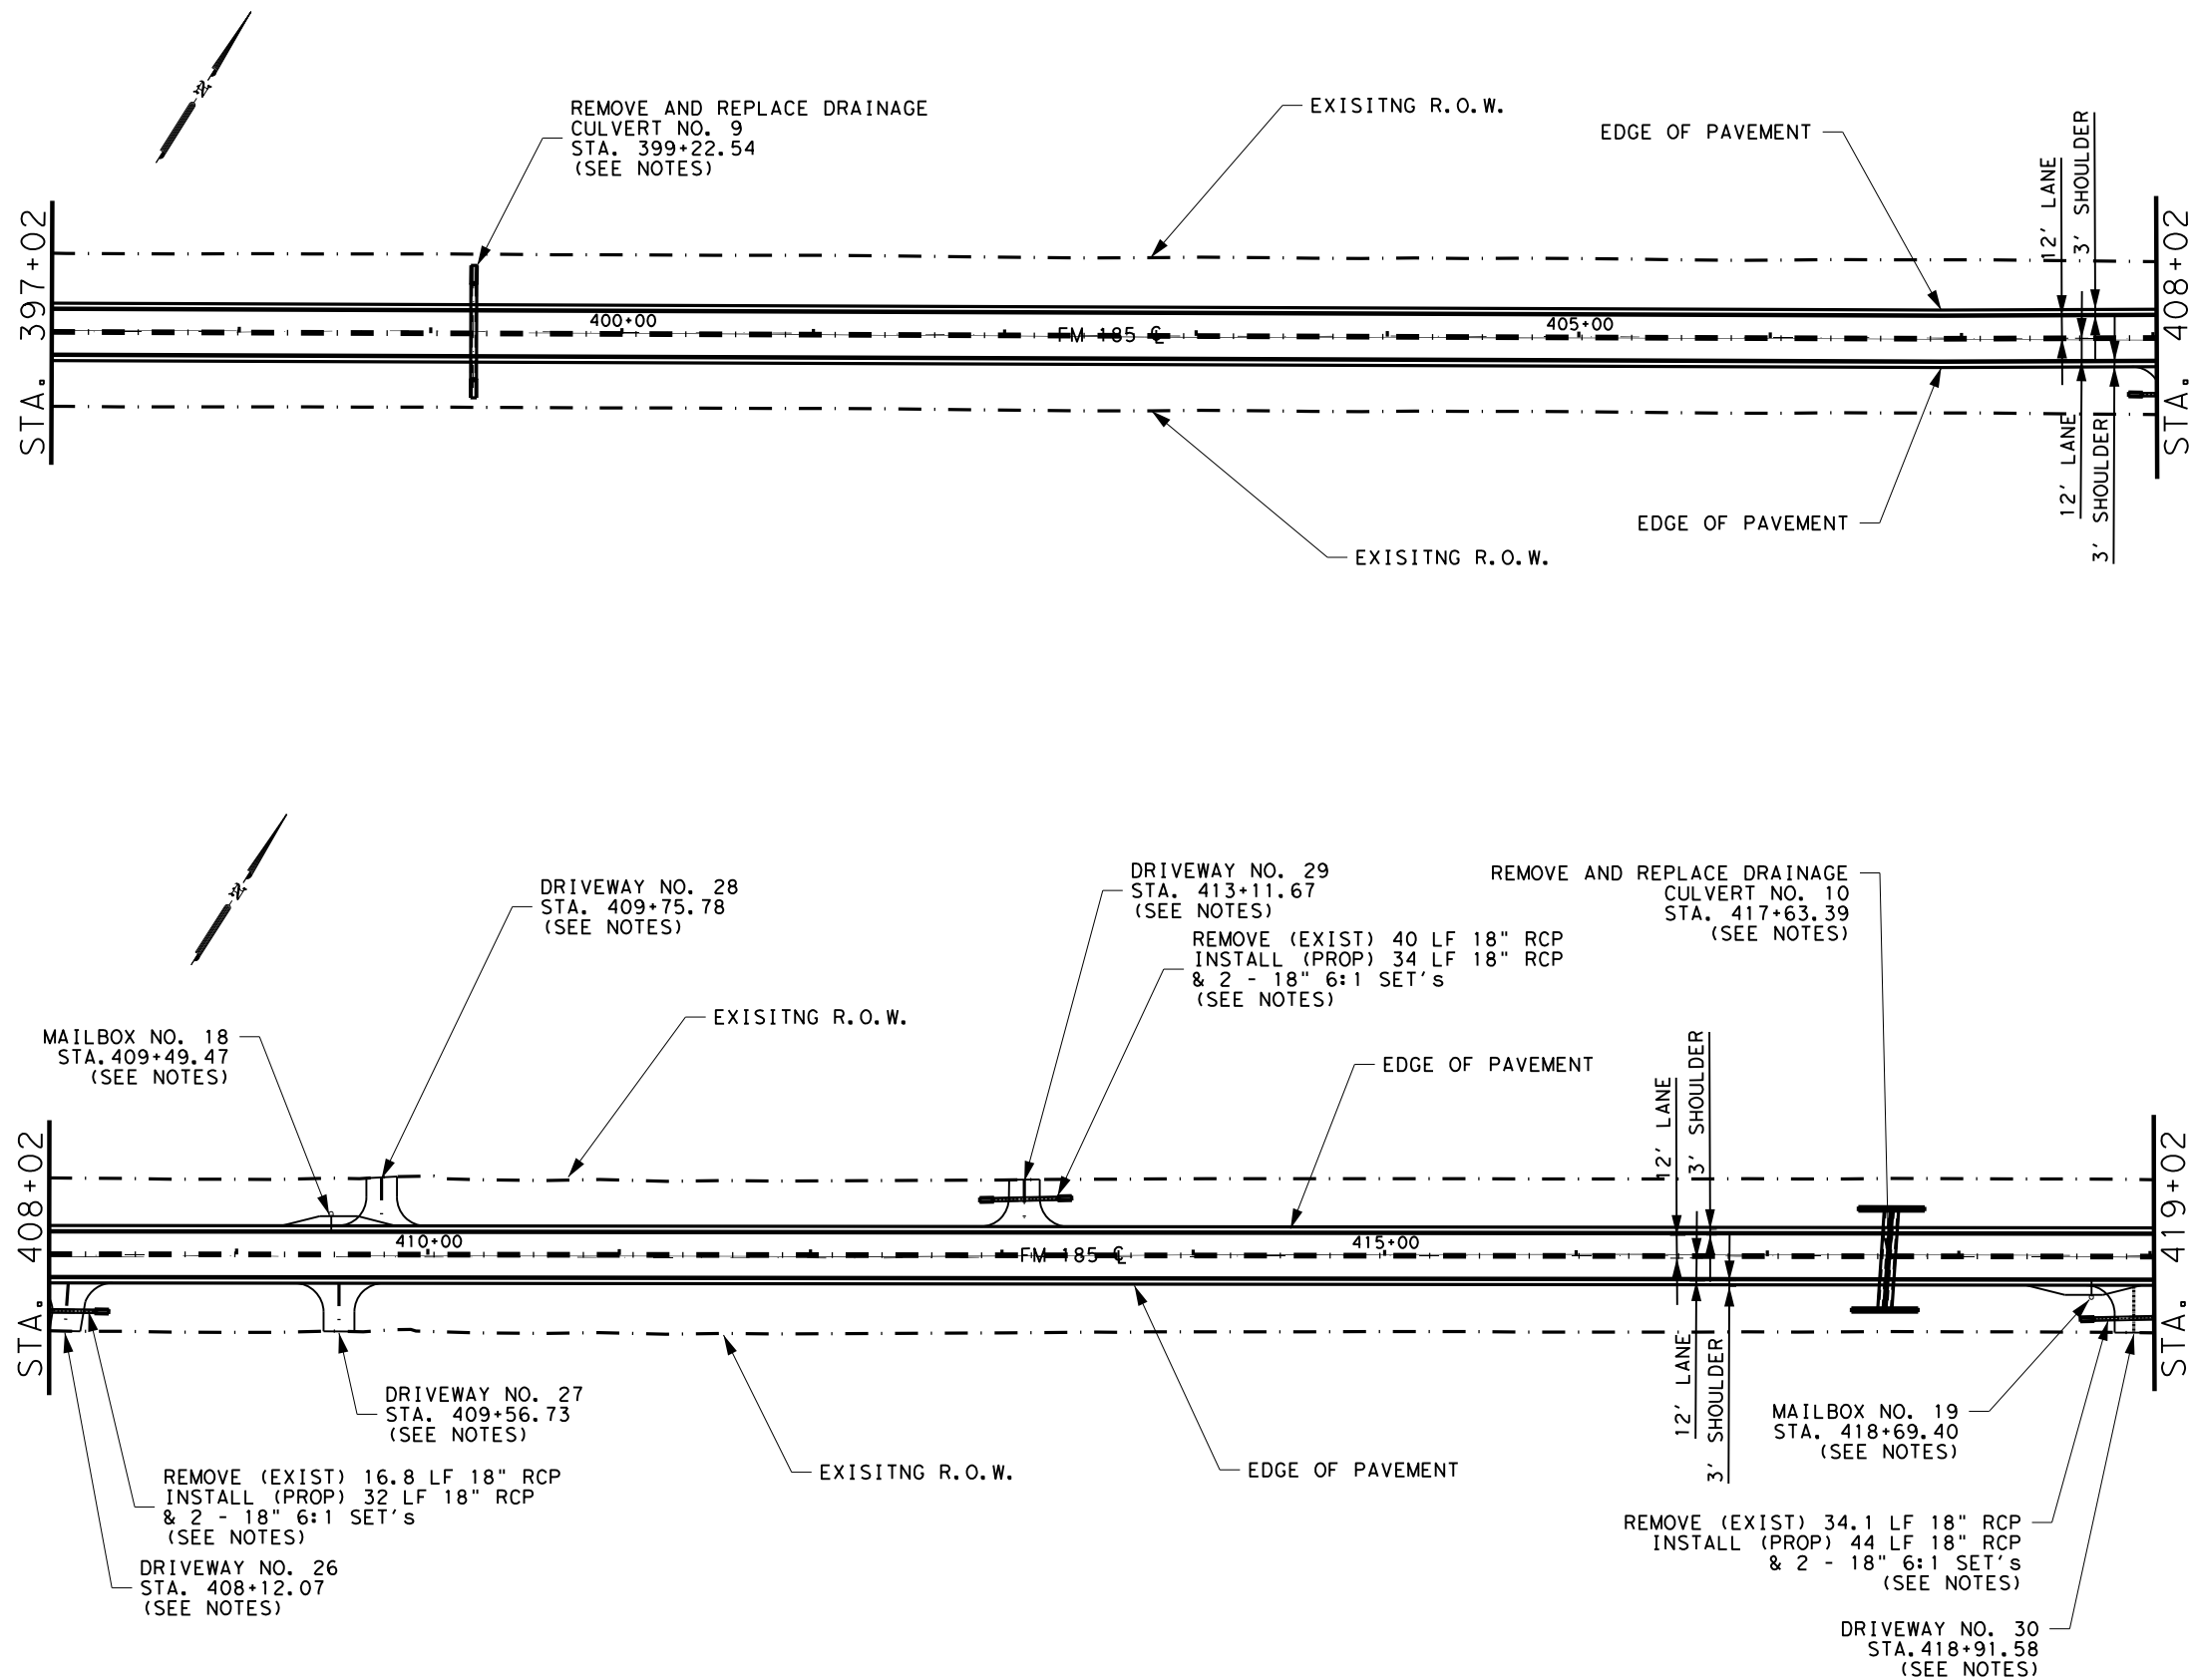 N
REMOVE AND REPLACE DRAINAGE
CULVERT NO. 9
STA. 399+22.54
(SEE NOTES)
EXISITNG R.O.W.
EDGE OF PAVEMENT
12' LANE
3' SHOULDER
STA. 397+02
400+00
FM 185 ℄
405+00
STA. 408+02
12' LANE
3' SHOULDER
EDGE OF PAVEMENT
EXISITNG R.O.W.
N
DRIVEWAY NO. 28
STA. 409+75.78
(SEE NOTES)
DRIVEWAY NO. 29
STA. 413+11.67
(SEE NOTES)
REMOVE (EXIST) 40 LF 18" RCP
INSTALL (PROP) 34 LF 18" RCP
& 2 - 18" 6:1 SET's
(SEE NOTES)
REMOVE AND REPLACE DRAINAGE
CULVERT NO. 10
STA. 417+63.39
(SEE NOTES)
MAILBOX NO. 18
STA.409+49.47
(SEE NOTES)
EXISITNG R.O.W.
EDGE OF PAVEMENT
12' LANE
3' SHOULDER
STA. 408+02
410+00
FM 185 ℄
415+00
STA. 419+02
12' LANE
3' SHOULDER
DRIVEWAY NO. 27
STA. 409+56.73
(SEE NOTES)
EXISITNG R.O.W.
EDGE OF PAVEMENT
MAILBOX NO. 19
STA. 418+69.40
(SEE NOTES)
REMOVE (EXIST) 16.8 LF 18" RCP
INSTALL (PROP) 32 LF 18" RCP
& 2 - 18" 6:1 SET's
(SEE NOTES)
DRIVEWAY NO. 26
STA. 408+12.07
(SEE NOTES)
REMOVE (EXIST) 34.1 LF 18" RCP
INSTALL (PROP) 44 LF 18" RCP
& 2 - 18" 6:1 SET's
(SEE NOTES)
DRIVEWAY NO. 30
STA.418+91.58
(SEE NOTES)